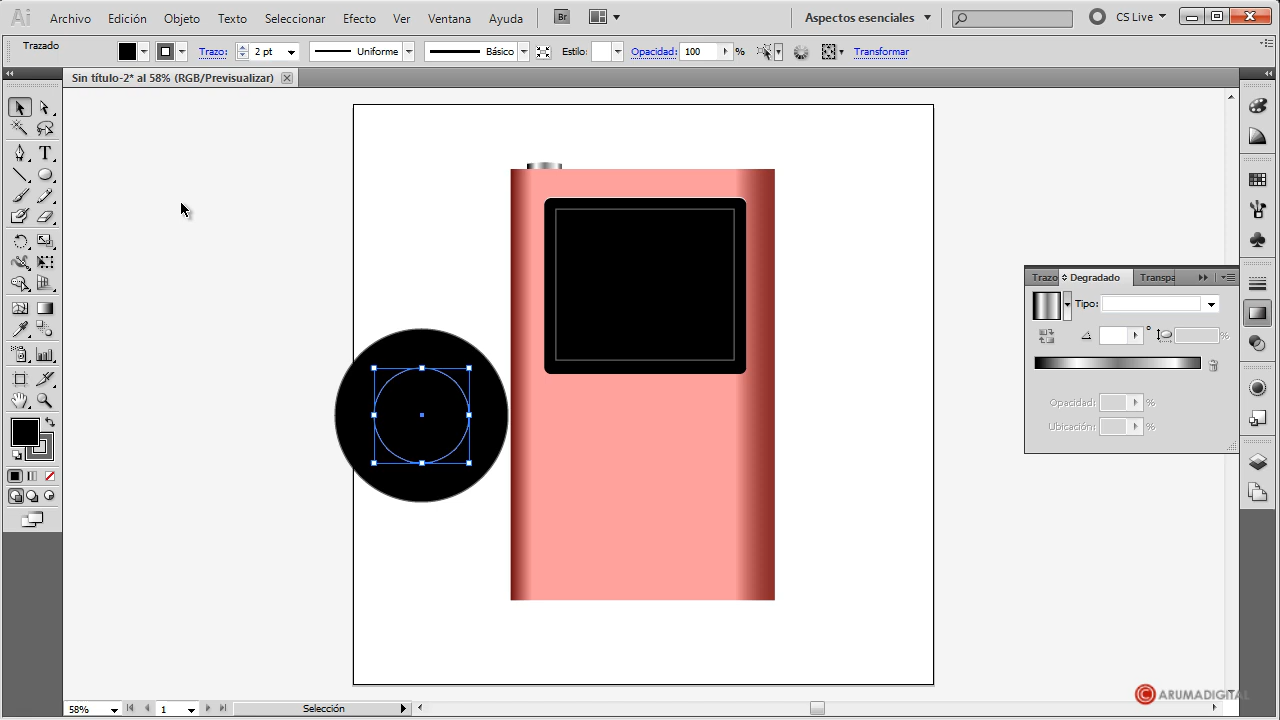 Ai Archivo Edición Objeto Texto Seleccionar Efecto Ver Ventana Ayuda Br Aspectos esenciales CS Live
Trazado Trazo: 2 pt Uniforme Básico Estilo: Opacidad: 100 % Transformar
Sin título-2* al 58% (RGB/Previsualizar)
Trazo Degradado Transpa
Tipo:
° %
Opacidad: %
Ubicación: %
58% 1 Selección
© ARUMADIGITAL